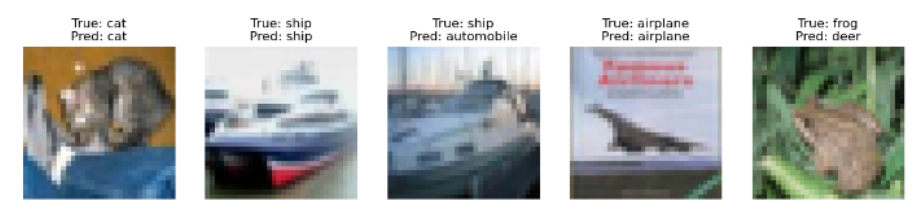 True: cat
Pred: cat
True: ship
Pred: ship
True: ship
Pred: automobile
True: airplane
Pred: airplane
True: frog
Pred: deer